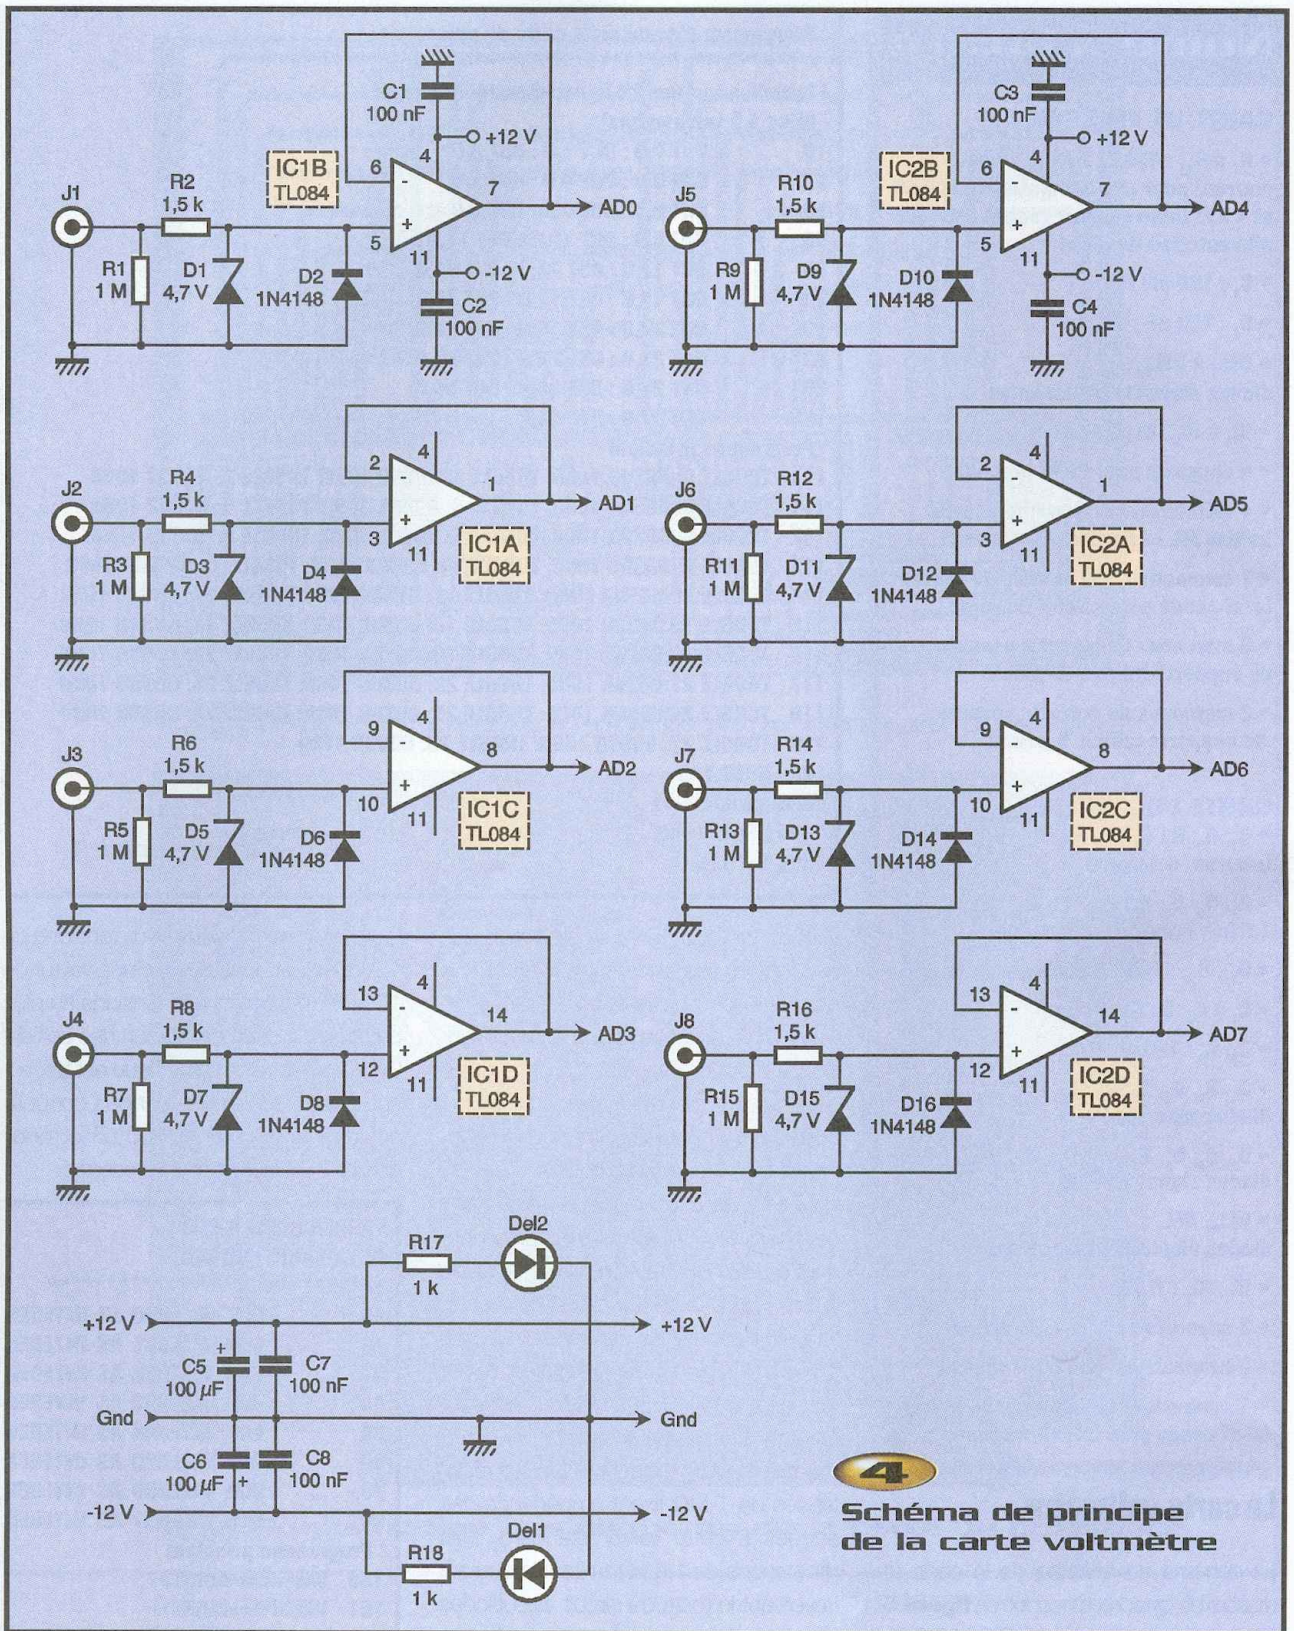 C1
100 nF
+12 V
IC1B
TL084
6
4
-
7
AD0
J1
R2
1,5 k
+
5
11
-12 V
R1
1 M
D1
4,7 V
D2
1N4148
C2
100 nF
C3
100 nF
+12 V
IC2B
TL084
6
4
-
7
AD4
J5
R10
1,5 k
+
5
11
-12 V
R9
1 M
D9
4,7 V
D10
1N4148
C4
100 nF
J2
R4
1,5 k
2
4
-
1
AD1
+
3
11
IC1A
TL084
R3
1 M
D3
4,7 V
D4
1N4148
J6
R12
1,5 k
2
4
-
1
AD5
+
3
11
IC2A
TL084
R11
1 M
D11
4,7 V
D12
1N4148
J3
R6
1,5 k
9
4
-
8
AD2
+
10
11
IC1C
TL084
R5
1 M
D5
4,7 V
D6
1N4148
J7
R14
1,5 k
9
4
-
8
AD6
+
10
11
IC2C
TL084
R13
1 M
D13
4,7 V
D14
1N4148
J4
R8
1,5 k
13
4
-
14
AD3
+
12
11
IC1D
TL084
R7
1 M
D7
4,7 V
D8
1N4148
J8
R16
1,5 k
13
4
-
14
AD7
+
12
11
IC2D
TL084
R15
1 M
D15
4,7 V
D16
1N4148
R17
1 k
Del2
+12 V
+12 V
+
C5
100 µF
C7
100 nF
Gnd
Gnd
C6
100 µF
+
C8
100 nF
-12 V
-12 V
R18
1 k
Del1
4
Schéma de principe
de la carte voltmètre